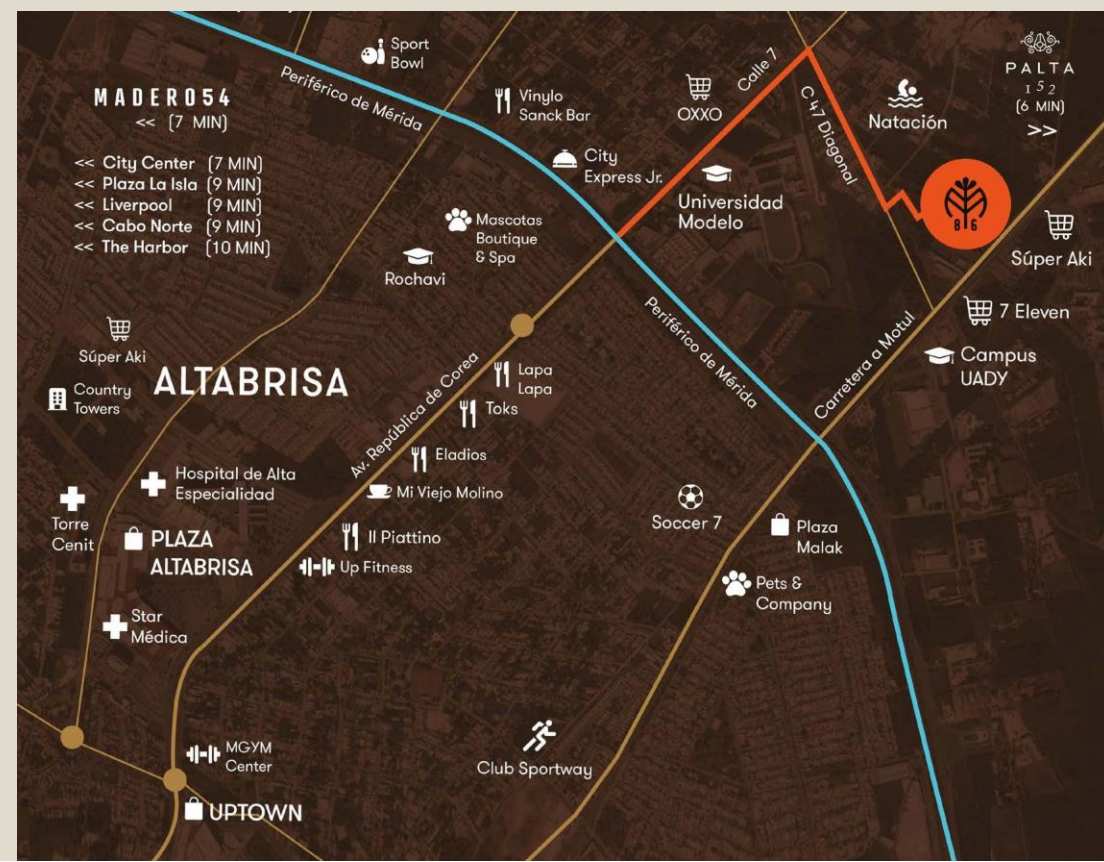 Sport
Bowl
Periférico de Mérida
MADERO54
<< (7 MIN)
<< City Center (7 MIN)
<< Plaza La Isla (9 MIN)
<< Liverpool (9 MIN)
<< Cabo Norte (9 MIN)
<< The Harbor (10 MIN)
Vinylo
Sanck Bar
City
Express Jr.
OXXO
Calle 7
C 47 Diagonal
Natación
PALTA
152
(6 MIN)
>>
Universidad
Modelo
816
Súper Aki
7 Eleven
Campus
UADY
Carretera a Motul
Periférico de Mérida
Mascotas
Boutique
& Spa
Rochavi
Súper Aki
Country
Towers
ALTABRISA
Av. República de Corea
Lapa
Lapa
Toks
Eladios
Mi Viejo Molino
Il Piattino
Up Fitness
Hospital de Alta
Especialidad
Torre
Cenit
PLAZA
ALTABRISA
Star
Médica
Soccer 7
Plaza
Malak
Pets &
Company
MGYM
Center
Club Sportway
UPTOWN